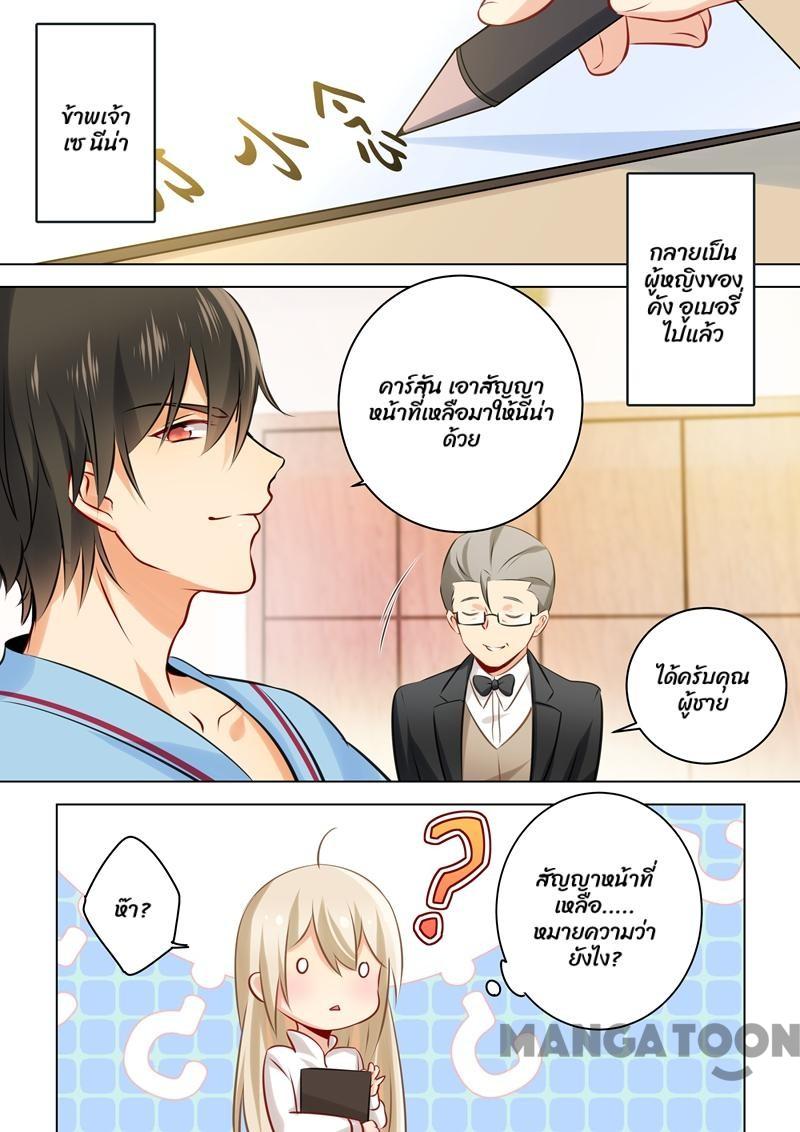 ข้าพเจ้า
เซ นีน่า
小念
กลายเป็น
ผู้หญิงของ
คัง อูเบอรี่
ไปแล้ว
คาร์สัน เอาสัญญา
หน้าที่เหลือมาให้นีน่า
ด้วย
ได้ครับคุณ
ผู้ชาย
ห๊า?
?
สัญญาหน้าที่
เหลือ.....
หมายความว่า
ยังไง?
MANGATOON